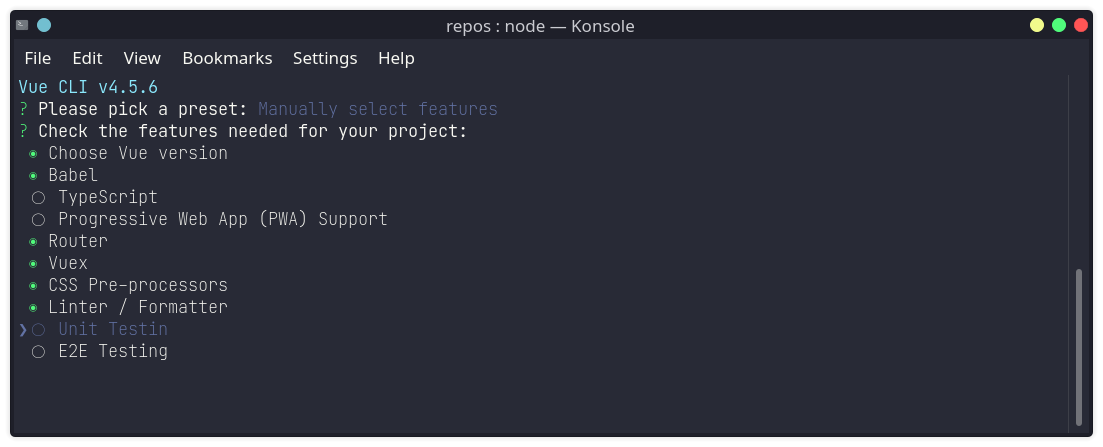 repos : node — Konsole
File Edit View Bookmarks Settings Help
Vue CLI v4.5.6
? Please pick a preset: Manually select features
? Check the features needed for your project:
◉ Choose Vue version
◉ Babel
◯ TypeScript
◯ Progressive Web App (PWA) Support
◉ Router
◉ Vuex
◉ CSS Pre-processors
◉ Linter / Formatter
❯◯ Unit Testin
◯ E2E Testing